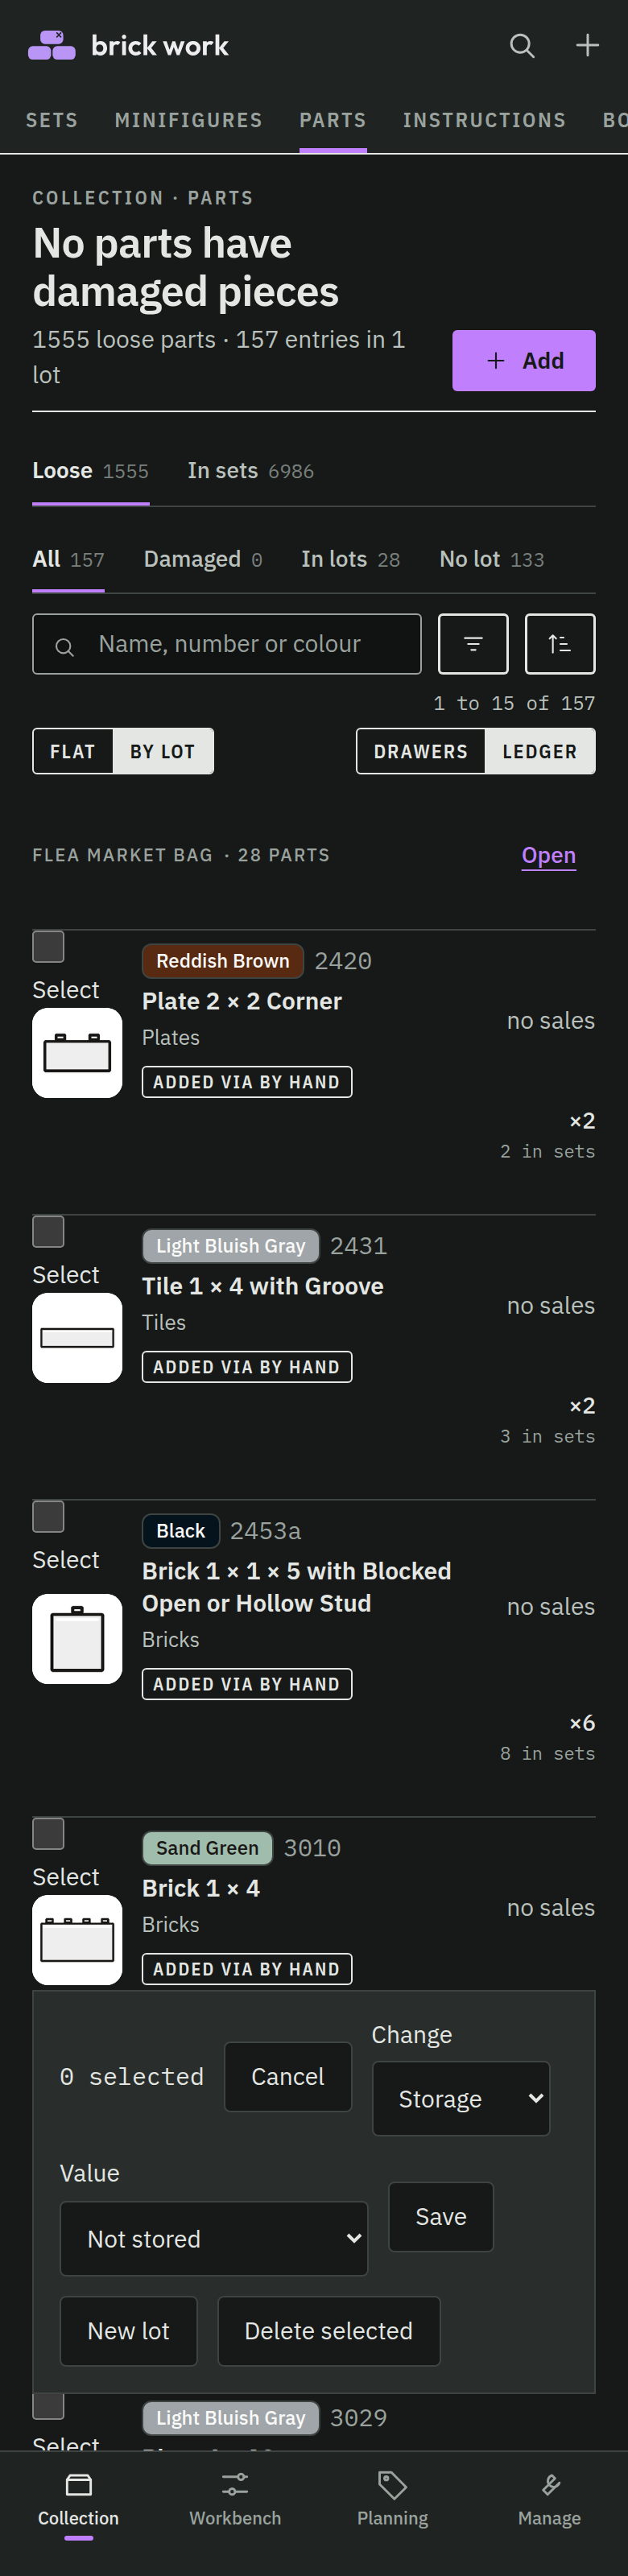 brick work
SETS MINIFIGURES PARTS INSTRUCTIONS BO
COLLECTION · PARTS
No parts have
damaged pieces
1555 loose parts · 157 entries in 1
lot
Add
Loose 1555 In sets 6986
All 157 Damaged 0 In lots 28 No lot 133
Name, number or colour
1 to 15 of 157
FLAT BY LOT DRAWERS LEDGER
FLEA MARKET BAG · 28 PARTS Open
Reddish Brown 2420
Select
Plate 2 × 2 Corner
no sales
Plates
ADDED VIA BY HAND
×2
2 in sets
Light Bluish Gray 2431
Select
Tile 1 × 4 with Groove
no sales
Tiles
ADDED VIA BY HAND
×2
3 in sets
Black 2453a
Select
Brick 1 × 1 × 5 with Blocked
Open or Hollow Stud
no sales
Bricks
ADDED VIA BY HAND
×6
8 in sets
Sand Green 3010
Select
Brick 1 × 4
no sales
Bricks
ADDED VIA BY HAND
Change
0 selected Cancel Storage
Value
Not stored Save
New lot Delete selected
Light Bluish Gray 3029
Select
Collection Workbench Planning Manage